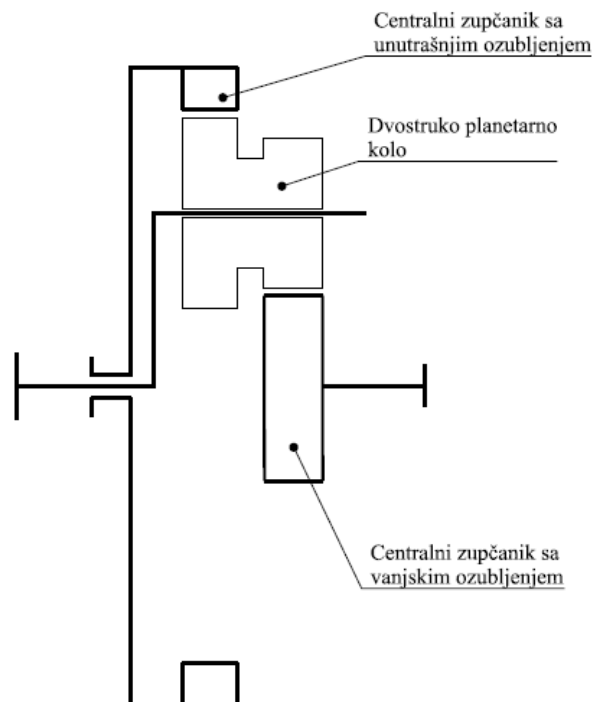 Centralni zupčanik sa
unutrašnjim ozubljenjem
Dvostruko planetarno
kolo
Centralni zupčanik sa
vanjskim ozubljenjem